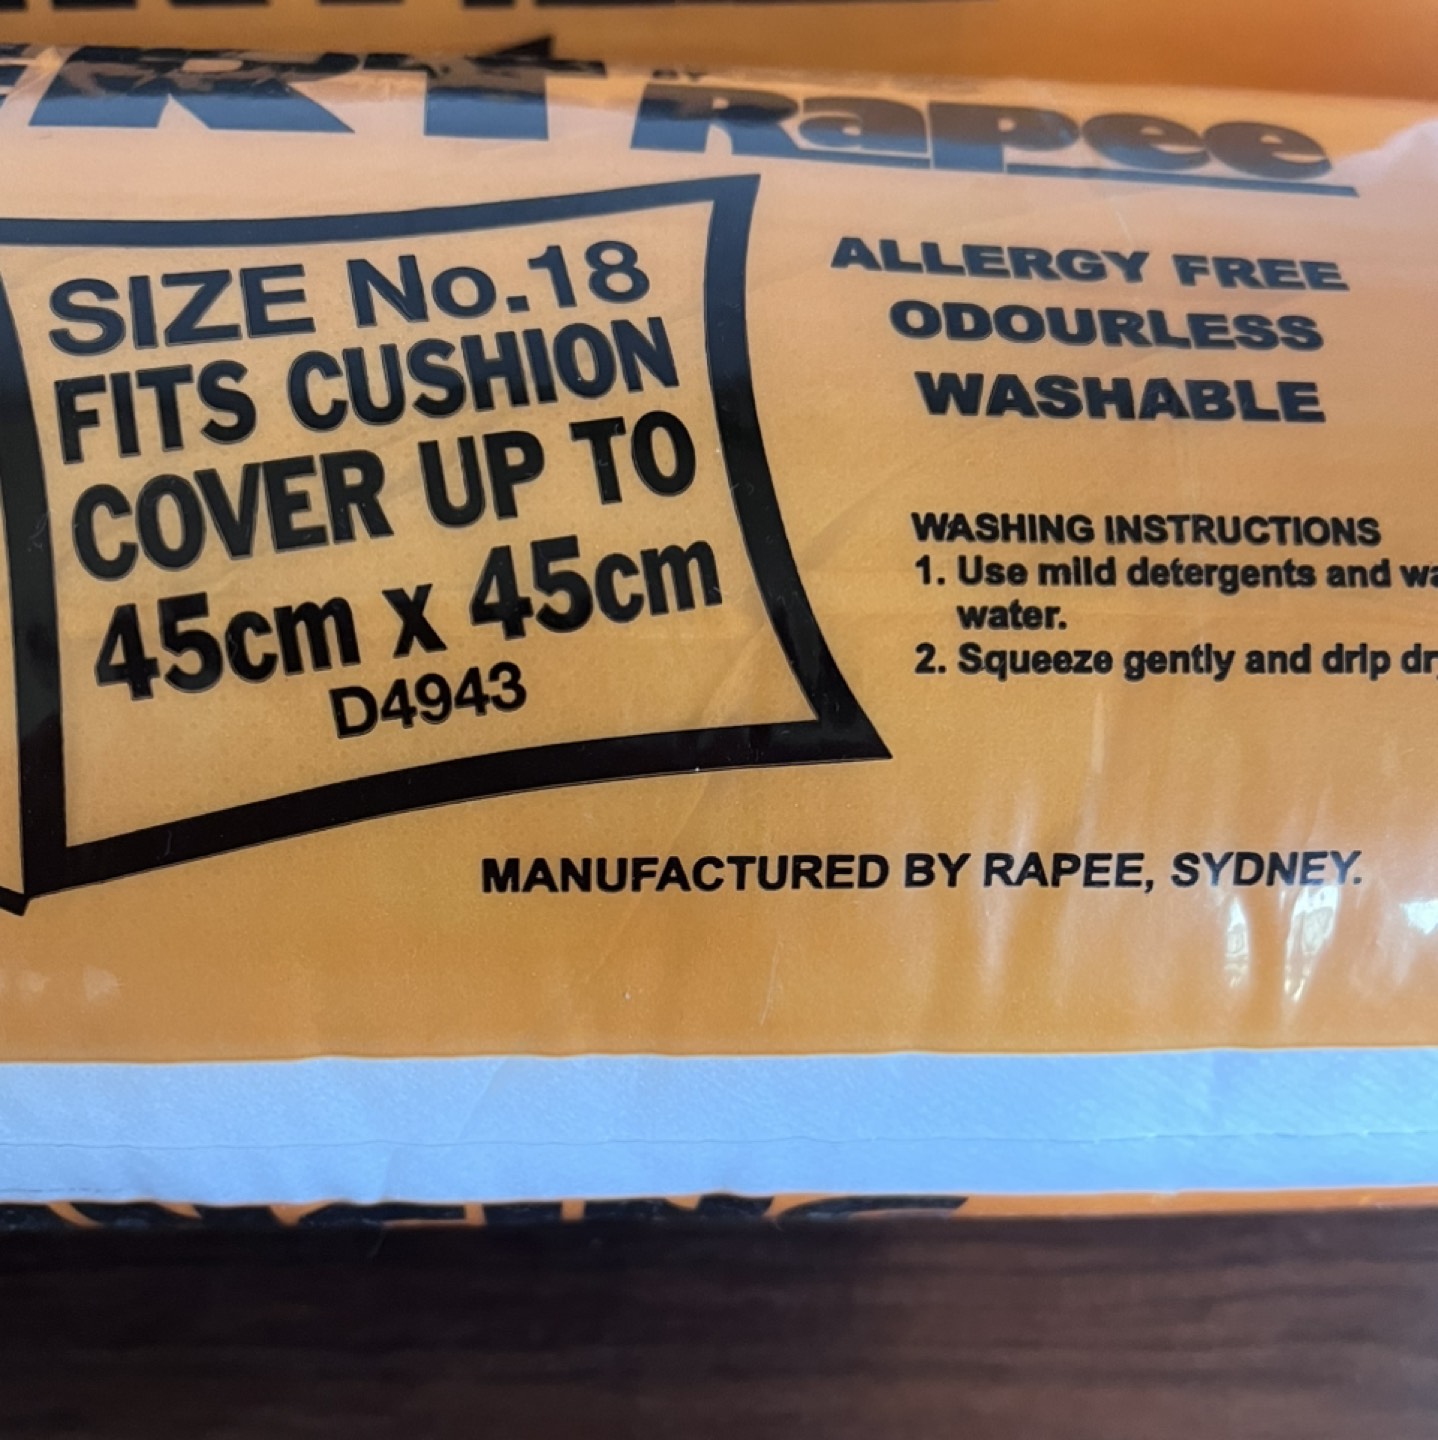 BY
Rapee
SIZE No.18
FITS CUSHION
COVER UP TO
45cm x 45cm
D4943
ALLERGY FREE
ODOURLESS
WASHABLE
WASHING INSTRUCTIONS
1. Use mild detergents and
water.
2. Squeeze gently and drip
MANUFACTURED BY RAPEE, SYDNEY.